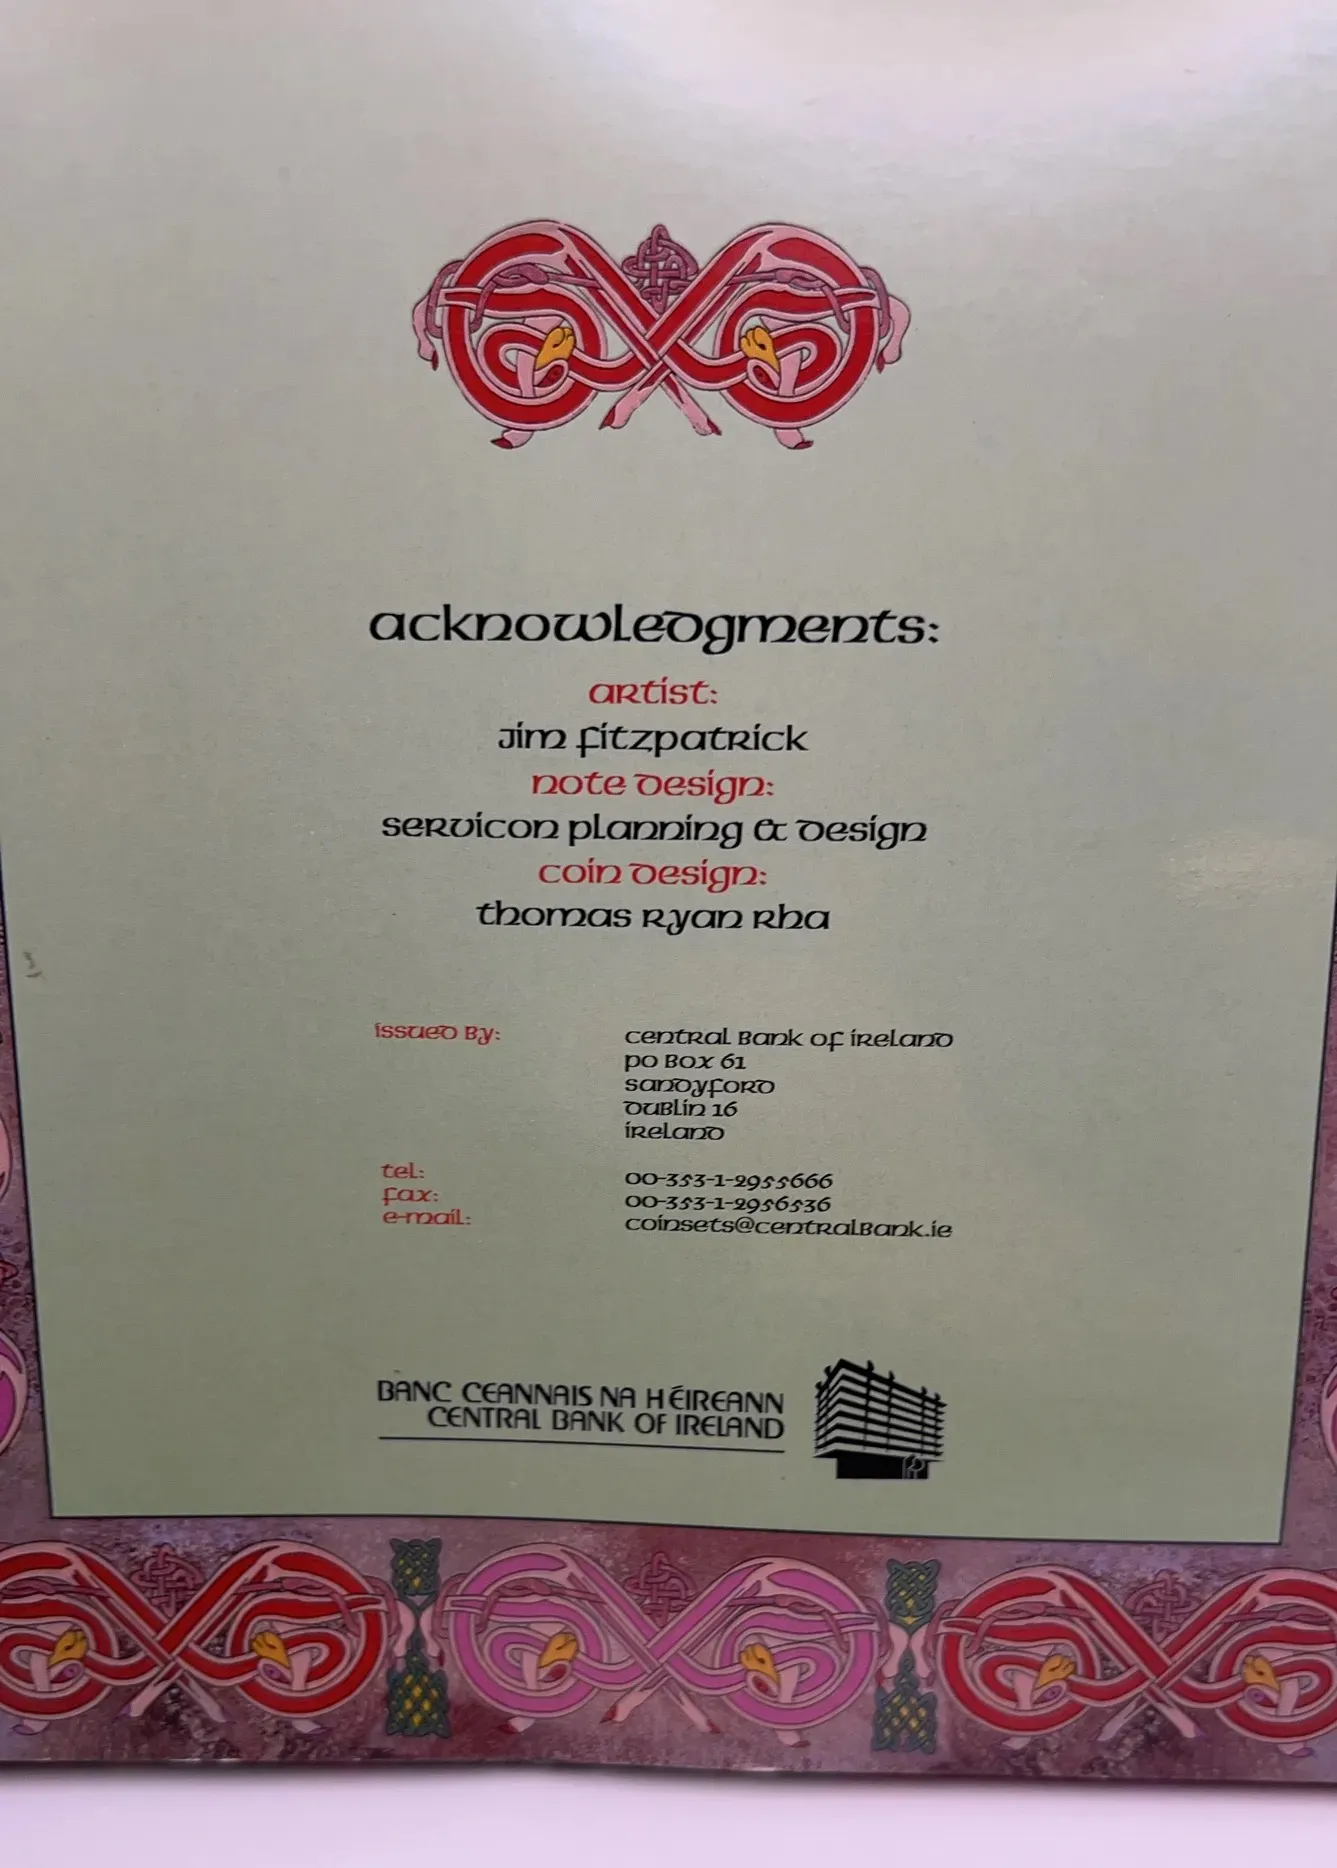 acknowledgments:
artist:
Jim Fitzpatrick
note design:
servicon planning & design
coin design:
Thomas Ryan RHA
issued by: Central Bank of Ireland
PO Box 61
Sandyford
Dublin 16
Ireland
tel: 00-353-1-2955666
fax: 00-353-1-2956536
e-mail: coinsets@centralbank.ie
BANC CEANNAIS NA HÉIREANN
CENTRAL BANK OF IRELAND